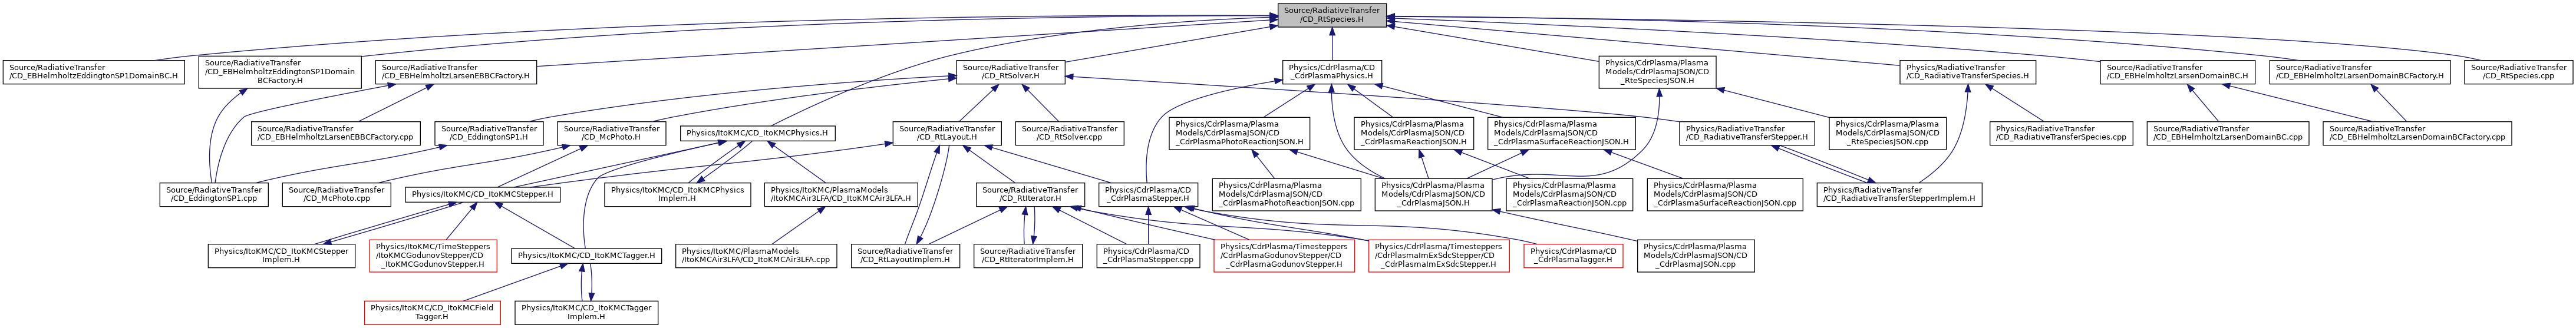 Source/RadiativeTransfer
/CD_RtSpecies.H
Source/RadiativeTransfer
/CD_EBHelmholtzEddingtonSP1DomainBC.H
Source/RadiativeTransfer
/CD_EBHelmholtzEddingtonSP1Domain
BCFactory.H
Source/RadiativeTransfer
/CD_EBHelmholtzLarsenEBBCFactory.H
Source/RadiativeTransfer
/CD_RtSolver.H
Physics/CdrPlasma/CD
_CdrPlasmaPhysics.H
Physics/CdrPlasma/Plasma
Models/CdrPlasmaJSON/CD
_RteSpeciesJSON.H
Physics/RadiativeTransfer
/CD_RadiativeTransferSpecies.H
Source/RadiativeTransfer
/CD_EBHelmholtzLarsenDomainBC.H
Source/RadiativeTransfer
/CD_EBHelmholtzLarsenDomainBCFactory.H
Source/RadiativeTransfer
/CD_RtSpecies.cpp
Source/RadiativeTransfer
/CD_EBHelmholtzLarsenEBBCFactory.cpp
Source/RadiativeTransfer
/CD_EddingtonSP1.H
Source/RadiativeTransfer
/CD_McPhoto.H
Physics/ItoKMC/CD_ItoKMCPhysics.H
Source/RadiativeTransfer
/CD_RtLayout.H
Source/RadiativeTransfer
/CD_RtSolver.cpp
Physics/CdrPlasma/Plasma
Models/CdrPlasmaJSON/CD
_CdrPlasmaPhotoReactionJSON.H
Physics/CdrPlasma/Plasma
Models/CdrPlasmaJSON/CD
_CdrPlasmaReactionJSON.H
Physics/CdrPlasma/Plasma
Models/CdrPlasmaJSON/CD
_CdrPlasmaSurfaceReactionJSON.H
Physics/RadiativeTransfer
/CD_RadiativeTransferStepper.H
Physics/CdrPlasma/Plasma
Models/CdrPlasmaJSON/CD
_RteSpeciesJSON.cpp
Physics/RadiativeTransfer
/CD_RadiativeTransferSpecies.cpp
Source/RadiativeTransfer
/CD_EBHelmholtzLarsenDomainBC.cpp
Source/RadiativeTransfer
/CD_EBHelmholtzLarsenDomainBCFactory.cpp
Source/RadiativeTransfer
/CD_EddingtonSP1.cpp
Source/RadiativeTransfer
/CD_McPhoto.cpp
Physics/ItoKMC/CD_ItoKMCStepper.H
Physics/ItoKMC/CD_ItoKMCPhysics
Implem.H
Physics/ItoKMC/PlasmaModels
/ItoKMCAir3LFA/CD_ItoKMCAir3LFA.H
Source/RadiativeTransfer
/CD_RtIterator.H
Physics/CdrPlasma/CD
_CdrPlasmaStepper.H
Physics/CdrPlasma/Plasma
Models/CdrPlasmaJSON/CD
_CdrPlasmaPhotoReactionJSON.cpp
Physics/CdrPlasma/Plasma
Models/CdrPlasmaJSON/CD
_CdrPlasmaJSON.H
Physics/CdrPlasma/Plasma
Models/CdrPlasmaJSON/CD
_CdrPlasmaReactionJSON.cpp
Physics/CdrPlasma/Plasma
Models/CdrPlasmaJSON/CD
_CdrPlasmaSurfaceReactionJSON.cpp
Physics/RadiativeTransfer
/CD_RadiativeTransferStepperImplem.H
Physics/ItoKMC/CD_ItoKMCStepper
Implem.H
Physics/ItoKMC/TimeSteppers
/ItoKMCGodunovStepper/CD
_ItoKMCGodunovStepper.H
Physics/ItoKMC/CD_ItoKMCTagger.H
Physics/ItoKMC/PlasmaModels
/ItoKMCAir3LFA/CD_ItoKMCAir3LFA.cpp
Source/RadiativeTransfer
/CD_RtLayoutImplem.H
Source/RadiativeTransfer
/CD_RtIteratorImplem.H
Physics/CdrPlasma/CD
_CdrPlasmaStepper.cpp
Physics/CdrPlasma/Timesteppers
/CdrPlasmaGodunovStepper/CD
_CdrPlasmaGodunovStepper.H
Physics/CdrPlasma/Timesteppers
/CdrPlasmaImExSdcStepper/CD
_CdrPlasmaImExSdcStepper.H
Physics/CdrPlasma/CD
_CdrPlasmaTagger.H
Physics/CdrPlasma/Plasma
Models/CdrPlasmaJSON/CD
_CdrPlasmaJSON.cpp
Physics/ItoKMC/CD_ItoKMCField
Tagger.H
Physics/ItoKMC/CD_ItoKMCTagger
Implem.H